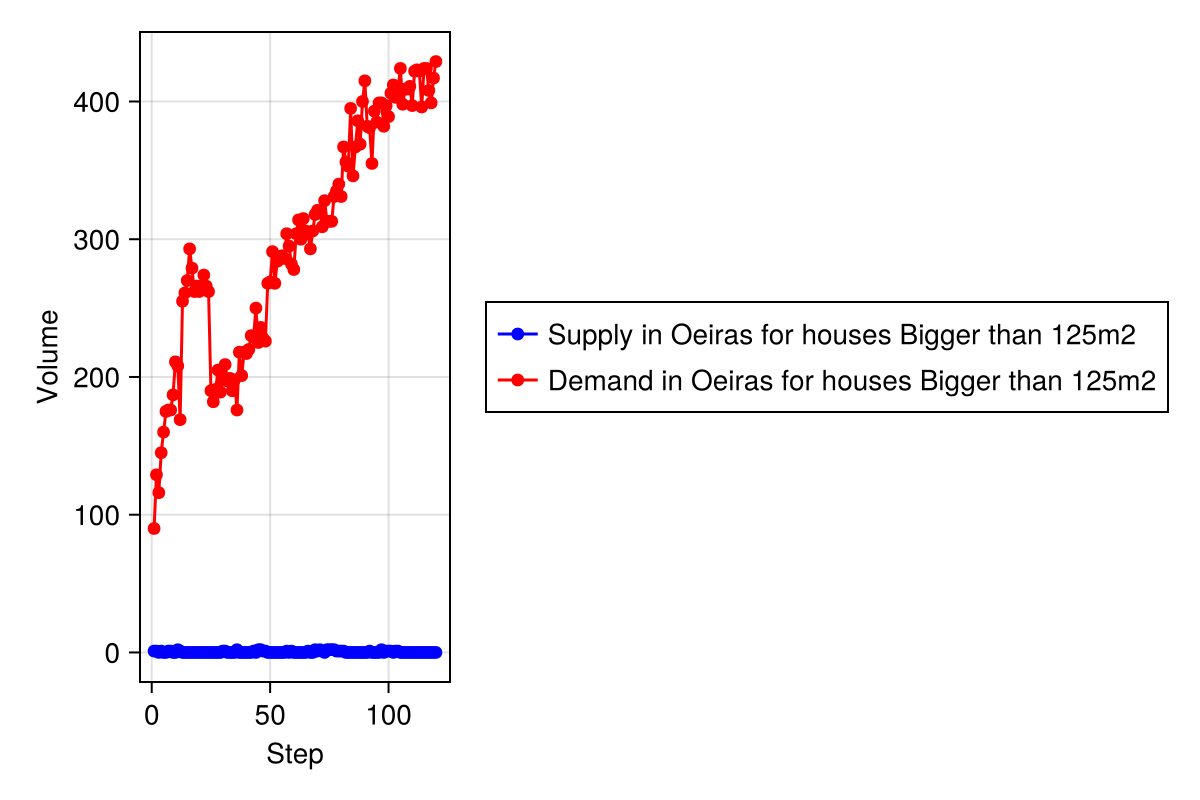 400
300
200
100
0
Volume
0 50 100
Step
Supply in Oeiras for houses Bigger than 125m2
Demand in Oeiras for houses Bigger than 125m2